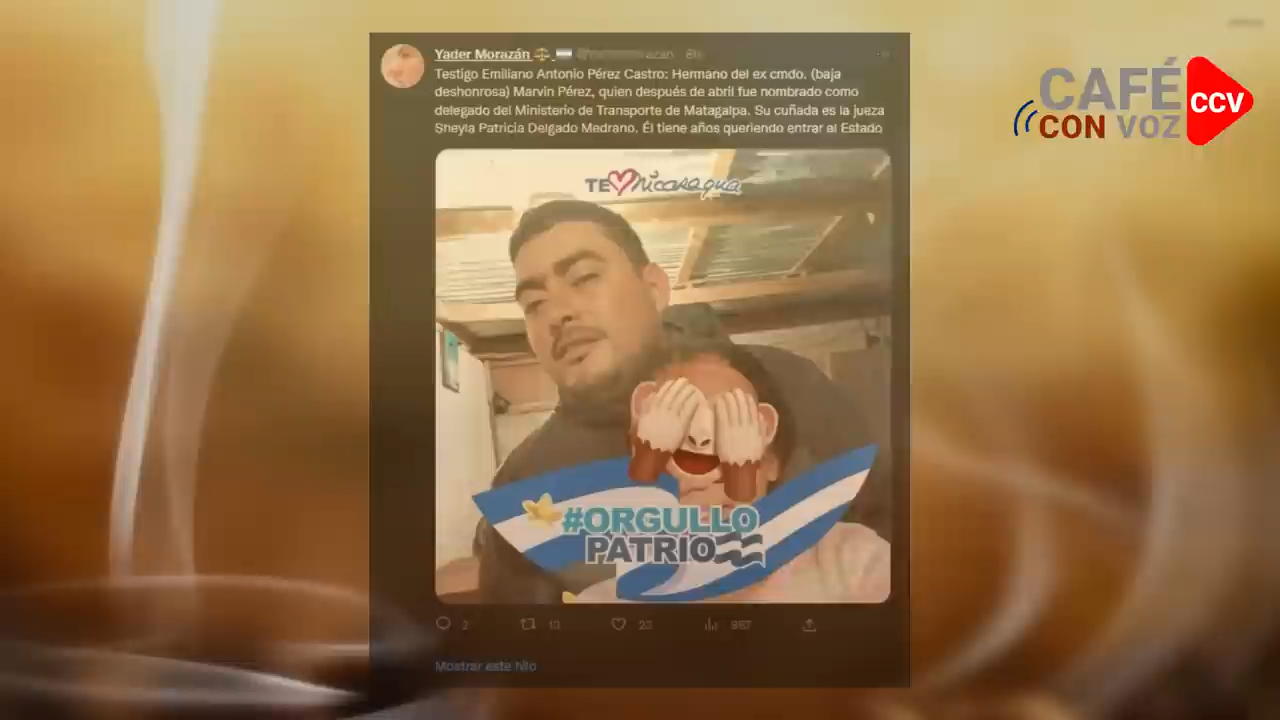 Yader Morazán
Testigo Emiliano Antonio Pérez Castro: Hermano del ex cmdo. (baja
deshonrosa) Marvin Pérez, quien después de abril fue nombrado como
delegado del Ministerio de Transporte de Matagalpa. Su cuñada es la jueza
Sheyla Patricia Delgado Medrano. Él tiene años queriendo entrar al Estado
TE Nicaragua
#ORGULLO
PATRIO
2 13 23 957
Mostrar este hilo
CAFÉ
CON VOZ
CCV